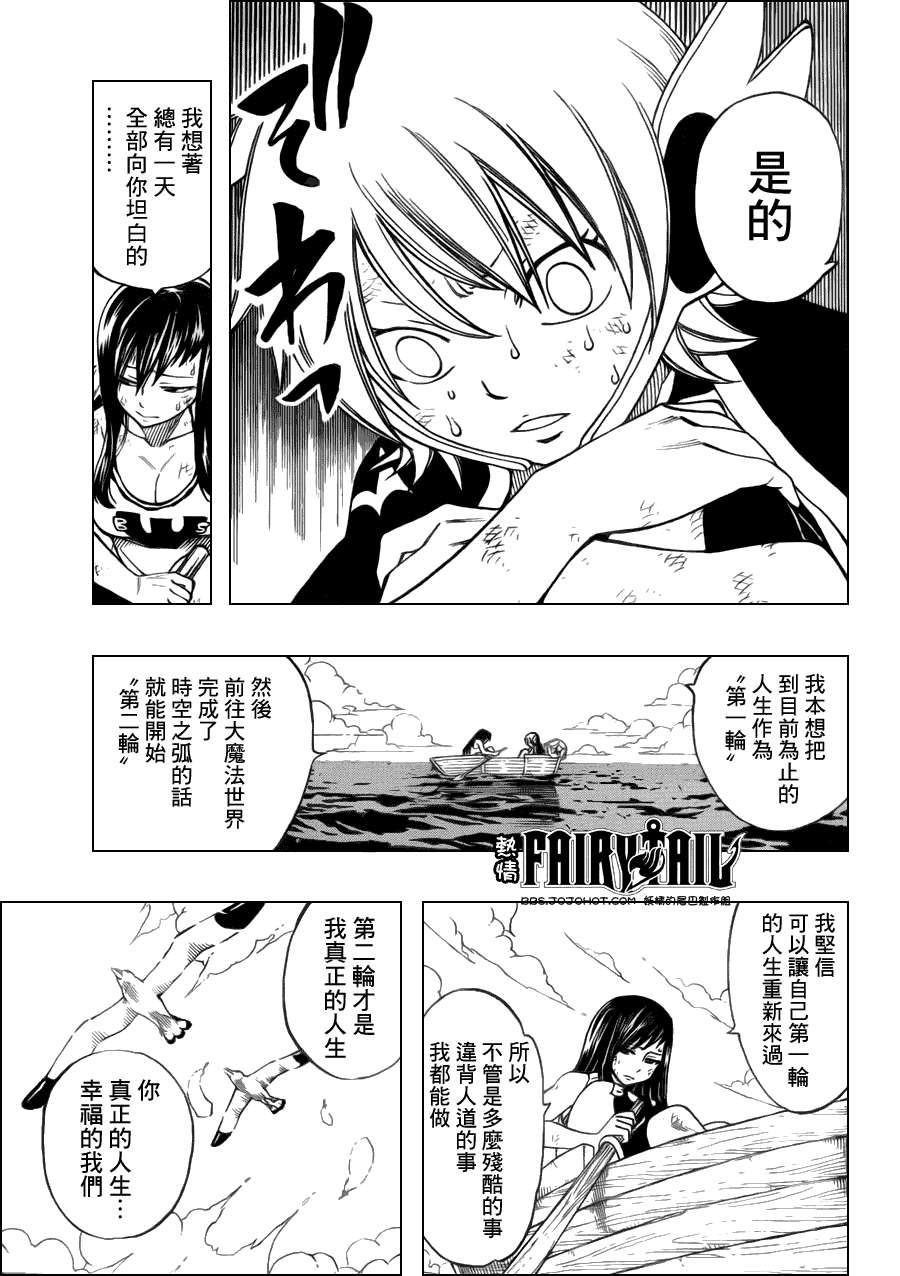 是的
ぞ
わっ
我想著
總有一天
全部向你坦白的
………
我本想把
到目前為止的
人生作為
〝第一輪〞
然後
前往大魔法世界
完成了
時空之弧的話
就能開始
〝第二輪〞
熱情
FAIRY TAIL
BBS.JOJOHOT.COM 妖精的尾巴製作組
我堅信
可以讓自己第一輪
的人生重新來過
所以
不管是多麼殘酷的事
違背人道的事
我都能做
第二輪才是
我真正的人生
你
真正的人生…
幸福的我們